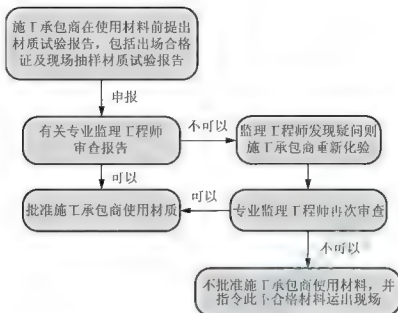 施工承包商在使用材料前提出
材质试验报告，包括出场合格
证及现场抽样材质试验报告
申报
有关专业监理工程师
审查报告
不可以
监理工程师发现疑问则
施工承包商重新化验
可以
批准施工承包商使用材质
可以
专业监理工程师再次审查
不可以
不批准施工承包商使用材料，并
指令此不合格材料运出现场